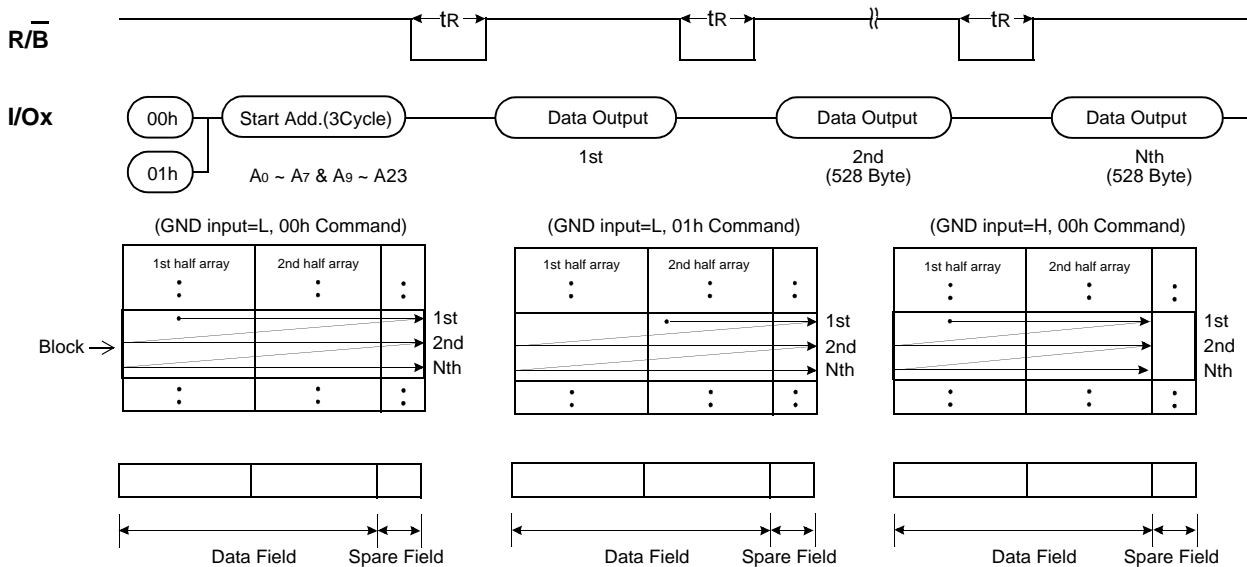 R/B
tR tR tR
I/Ox
00h Start Add.(3Cycle) Data Output Data Output Data Output
01h
A0 ~ A7 & A9 ~ A23
1st
2nd
(528 Byte)
Nth
(528 Byte)
(GND input=L, 00h Command)
1st half array 2nd half array
1st
Block 2nd
Nth
(GND input=L, 01h Command)
1st half array 2nd half array
1st
2nd
Nth
(GND input=H, 00h Command)
1st half array 2nd half array
1st
2nd
Nth
Data Field Spare Field
Data Field Spare Field
Data Field Spare Field